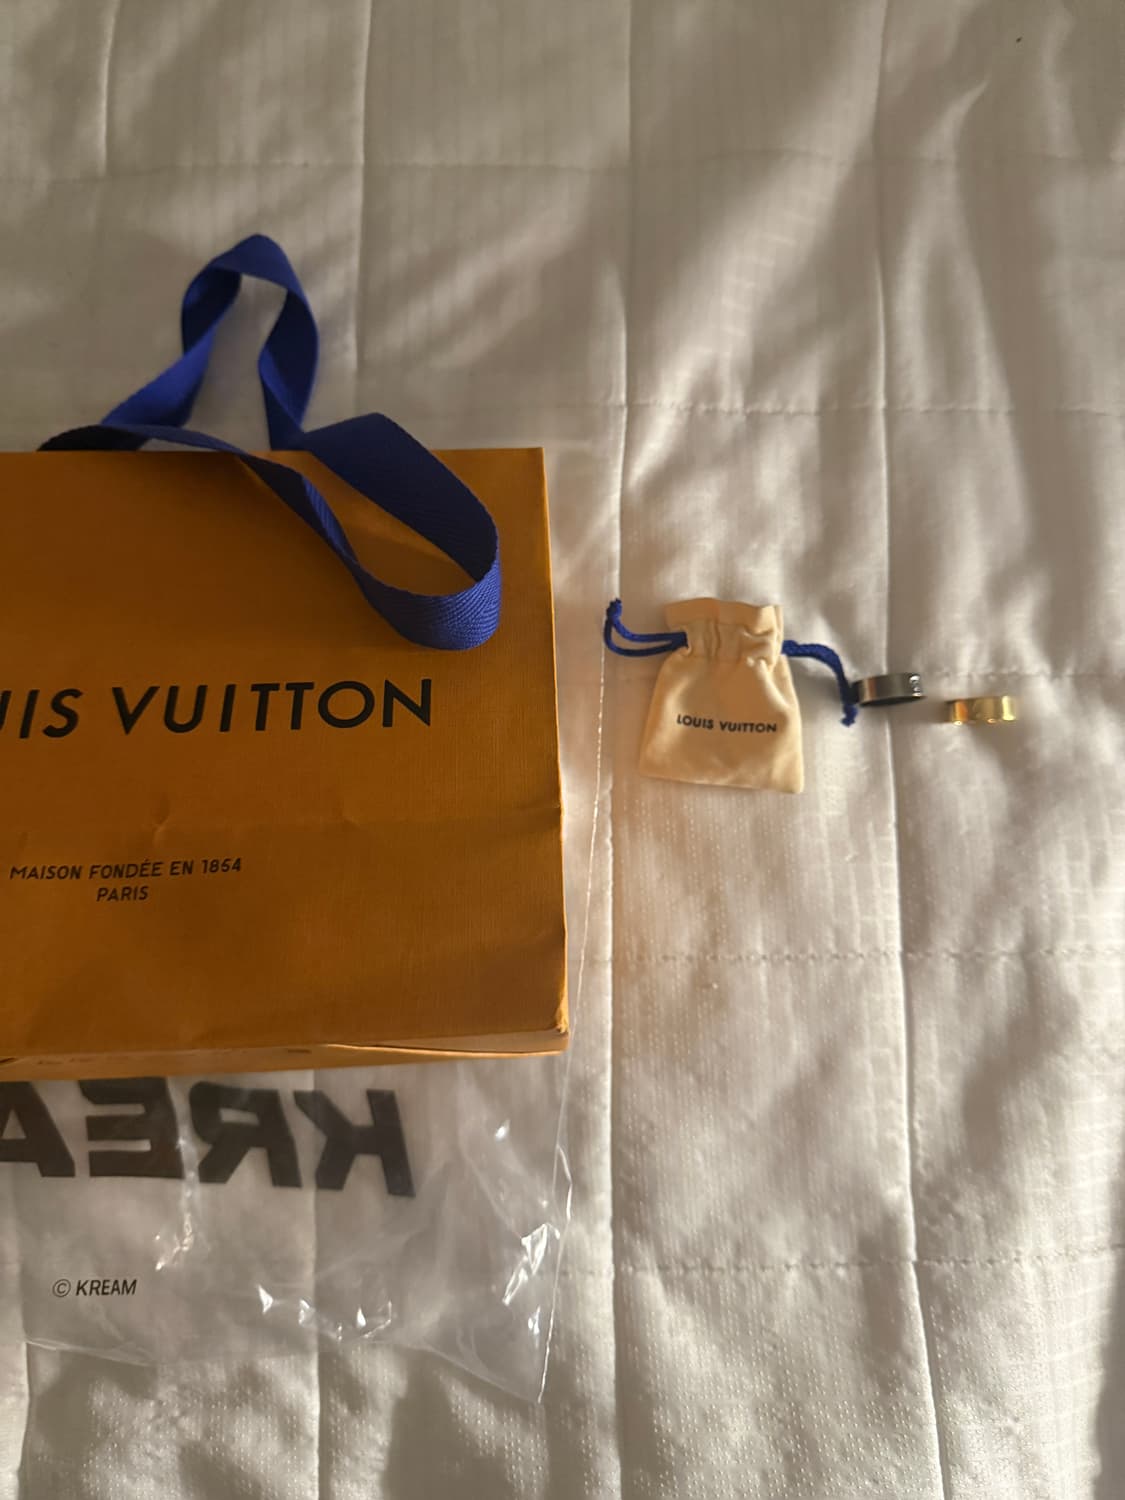 UIS VUITTON
MAISON FONDÉE EN 1854
PARIS
LOUIS VUITTON
KREA
© KREAM